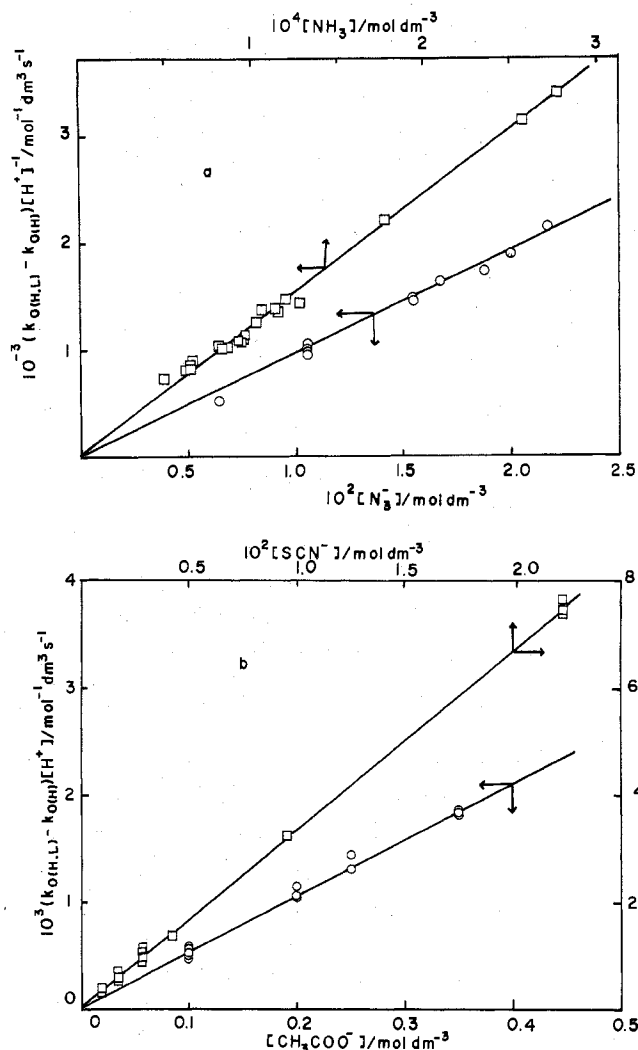 10⁴[NH₃]/mol dm⁻³
1 2 3
10⁻³(k₀(H,L) – k₀(H))[H⁺]⁻¹/mol⁻¹ dm³ s⁻¹
3
2
1
0
a
0.5 1.0 1.5 2.0 2.5
10²[N₃⁻]/mol dm⁻³
10²[SCN⁻]/mol dm⁻³
0.5 1.0 1.5 2.0
10³(k₀(H,L) – k₀(H))[H⁺]/mol⁻¹ dm³ s⁻¹
4 8
b
3 6
2 4
1 2
0
0 0.1 0.2 0.3 0.4 0.5
[CH₃COO⁻]/mol dm⁻³